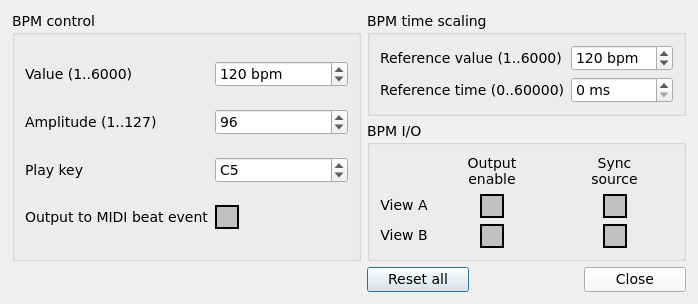 BPM control
Value (1..6000) 120 bpm
Amplitude (1..127) 96
Play key C5
Output to MIDI beat event
BPM time scaling
Reference value (1..6000) 120 bpm
Reference time (0..60000) 0 ms
BPM I/O
Output enable
Sync source
View A
View B
Reset all
Close